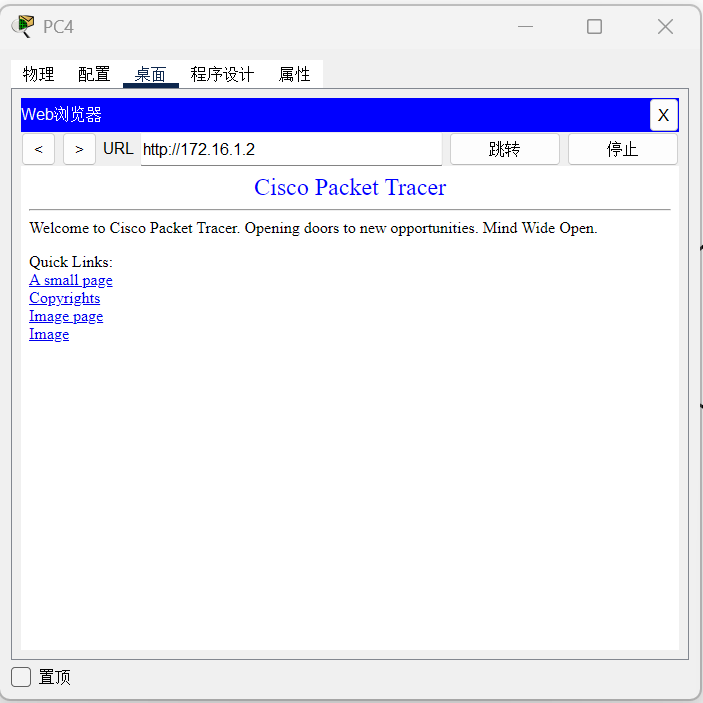 PC4
物理 配置 桌面 程序设计 属性
Web浏览器 X
< > URL http://172.16.1.2 跳转 停止
Cisco Packet Tracer
Welcome to Cisco Packet Tracer. Opening doors to new opportunities. Mind Wide Open.
Quick Links:
A small page
Copyrights
Image page
Image
置顶